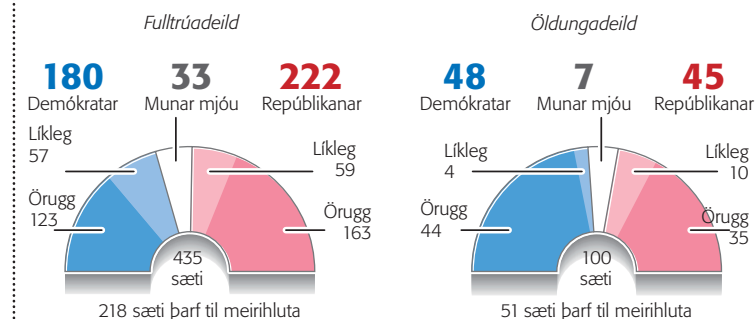 Fulltrúadeild
180 33 222
Demókratar Munar mjóu Repúblikanar
Líkleg
57
Líkleg
59
Örugg
123
Örugg
163
435
sæti
218 sæti þarf til meirihluta
Öldungadeild
48 7 45
Demókratar Munar mjóu Repúblikanar
Líkleg
4
Líkleg
10
Örugg
44
Örugg
35
100
sæti
51 sæti þarf til meirihluta